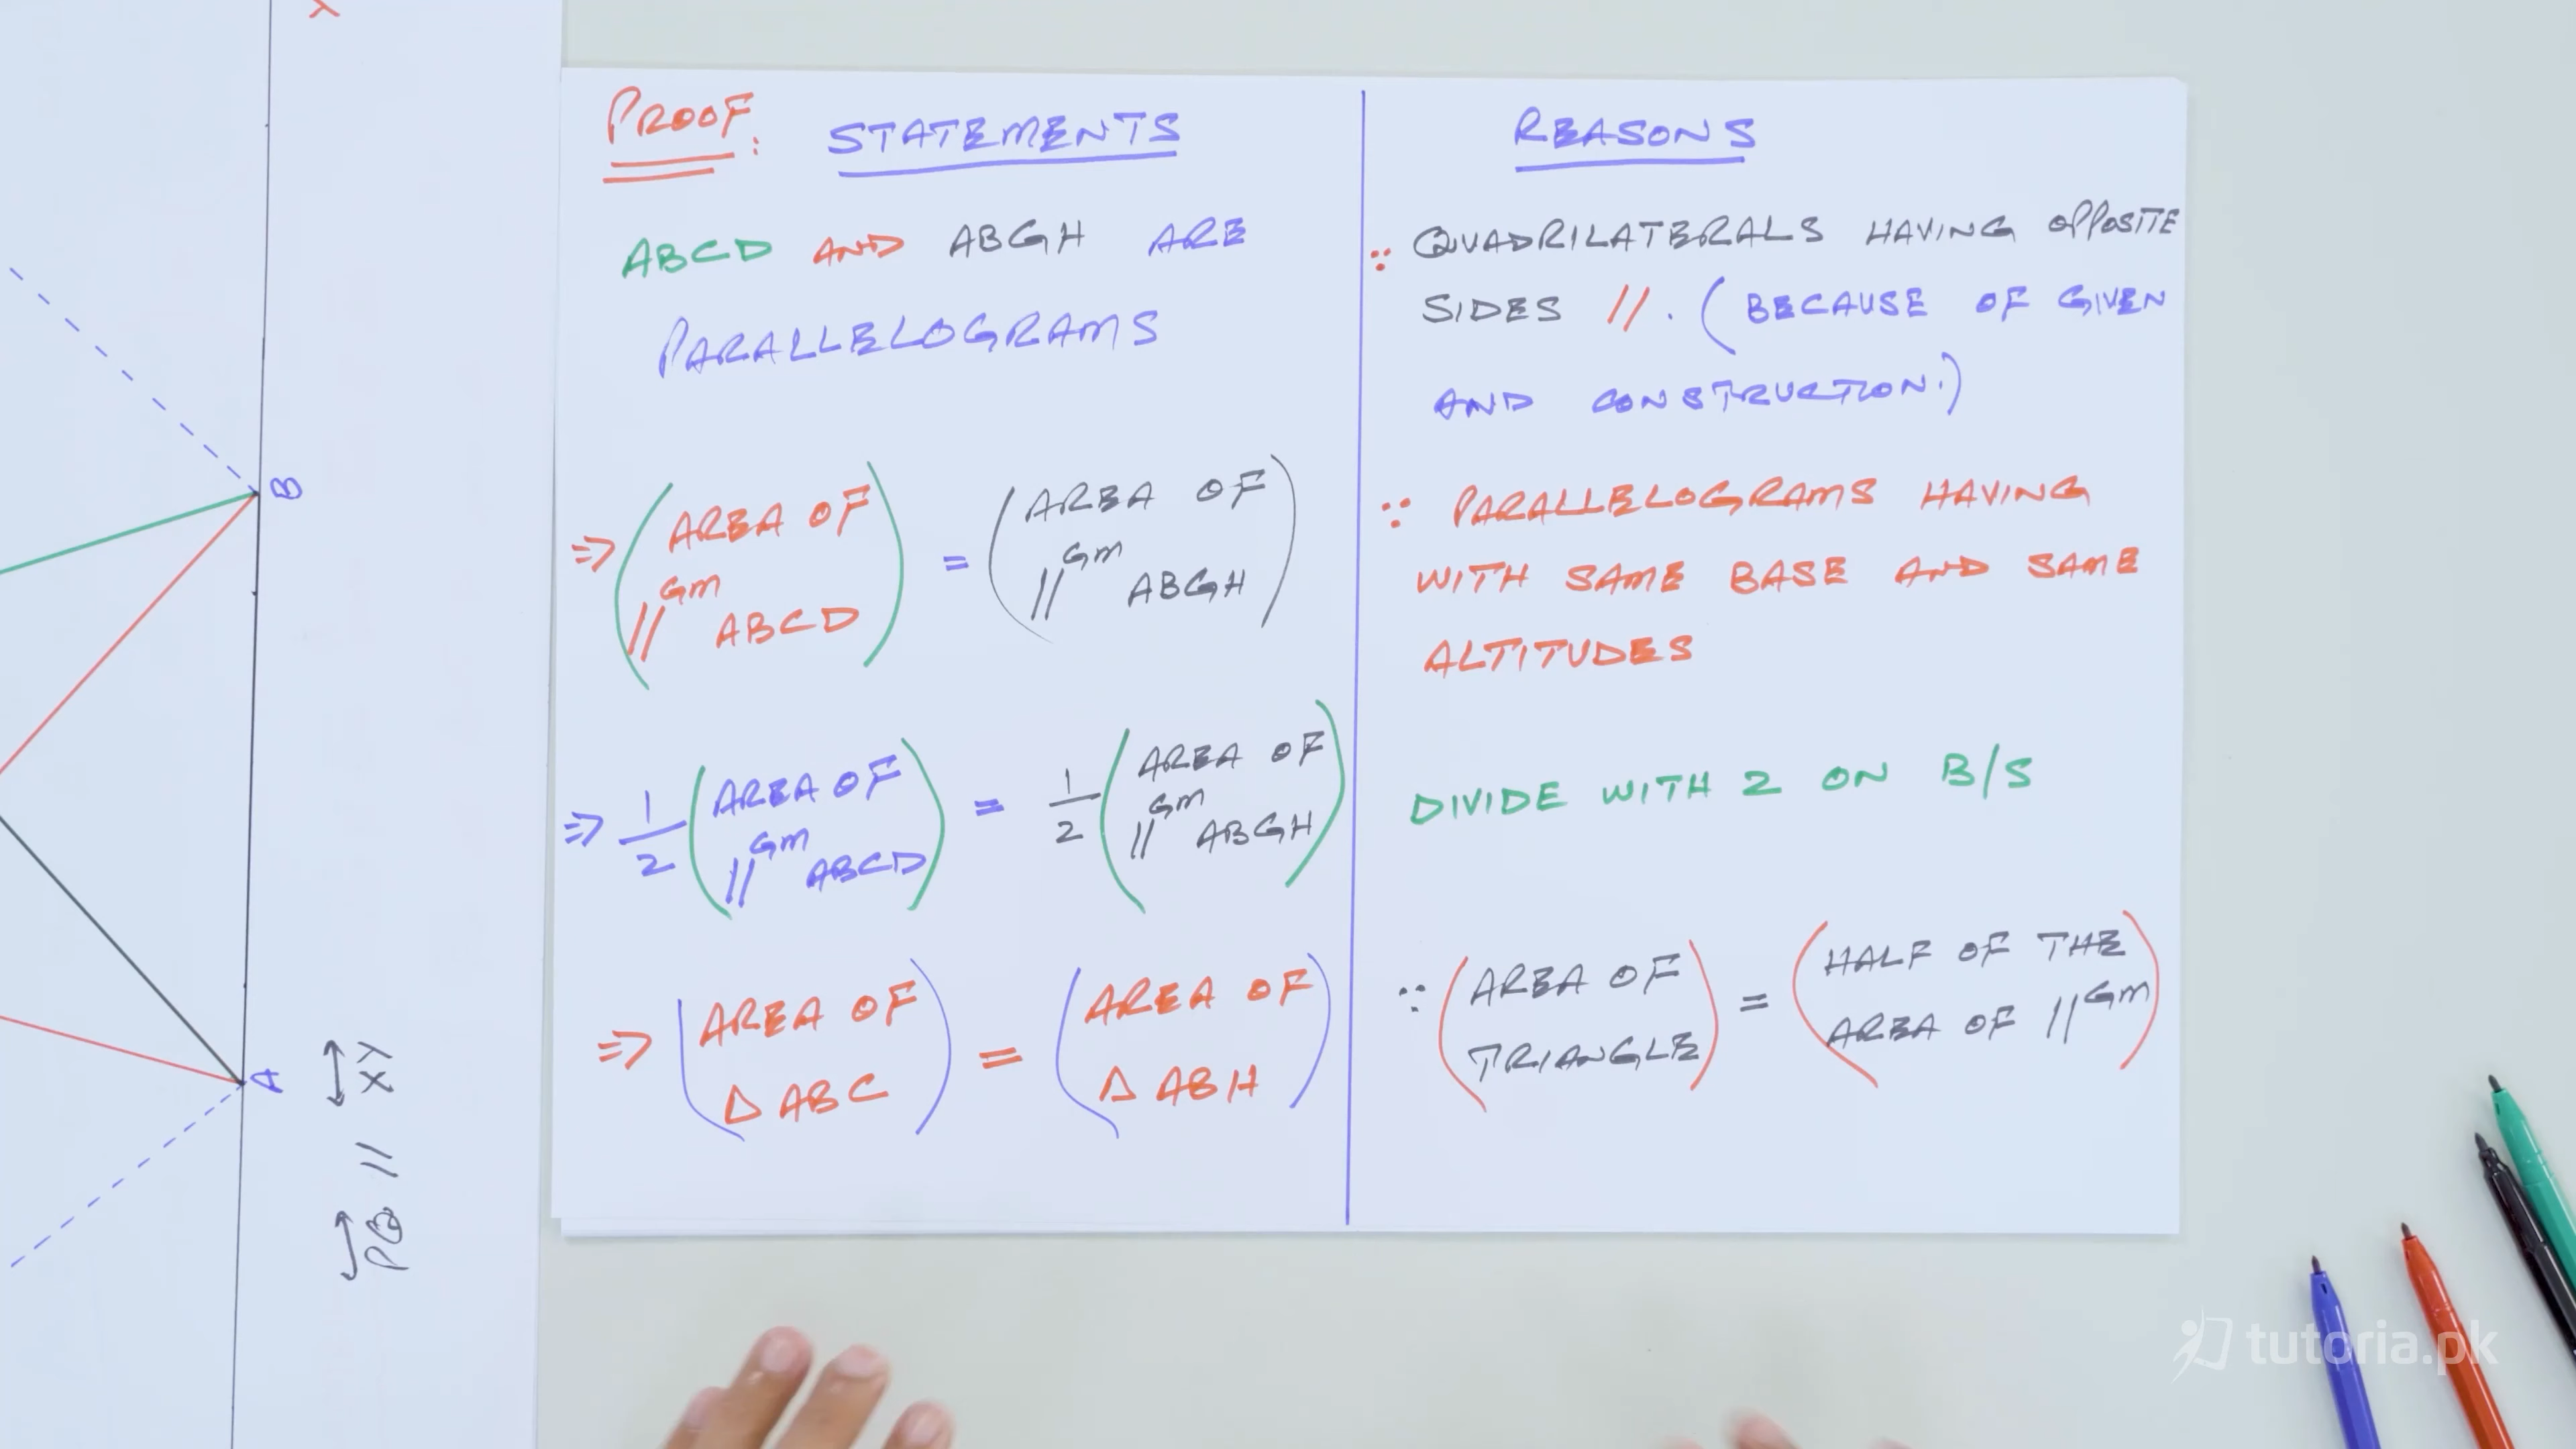 PROOF: STATEMENTS
REASONS
ABCD AND ABGH ARE
PARALLELOGRAMS
∵ QUADRILATERALS HAVING OPPOSITE
SIDES //. (BECAUSE OF GIVEN
AND CONSTRUCTION.)
⇒ (AREA OF //GM ABCD) = (AREA OF //GM ABGH)
∵ PARALLELOGRAMS HAVING
WITH SAME BASE AND SAME
ALTITUDES
⇒ 1/2 (AREA OF //GM ABCD) = 1/2 (AREA OF //GM ABGH)
DIVIDE WITH 2 ON B/S
⇒ (AREA OF Δ ABC) = (AREA OF Δ ABH)
∵ (AREA OF TRIANGLE) = (HALF OF THE AREA OF //GM)
B
A
PQ // XY
tutoria.pk